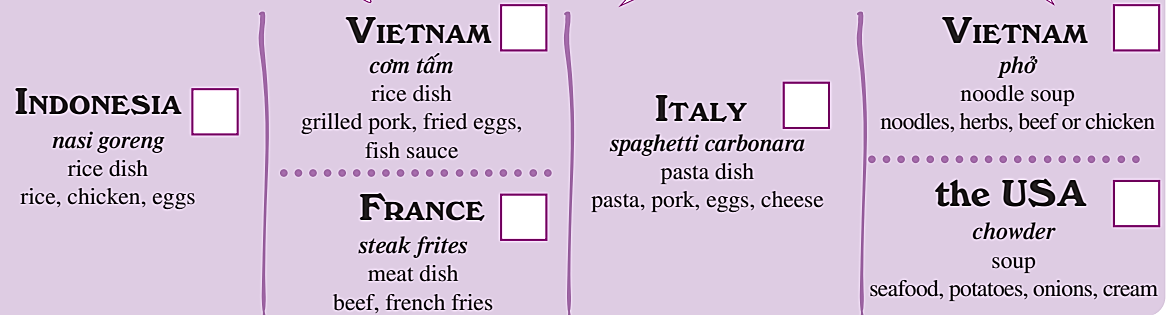 INDONESIA
nasi goreng
rice dish
rice, chicken, eggs
VIETNAM
cơm tấm
rice dish
grilled pork, fried eggs,
fish sauce
FRANCE
steak frites
meat dish
beef, french fries
ITALY
spaghetti carbonara
pasta dish
pasta, pork, eggs, cheese
VIETNAM
phở
noodle soup
noodles, herbs, beef or chicken
the USA
chowder
soup
seafood, potatoes, onions, cream